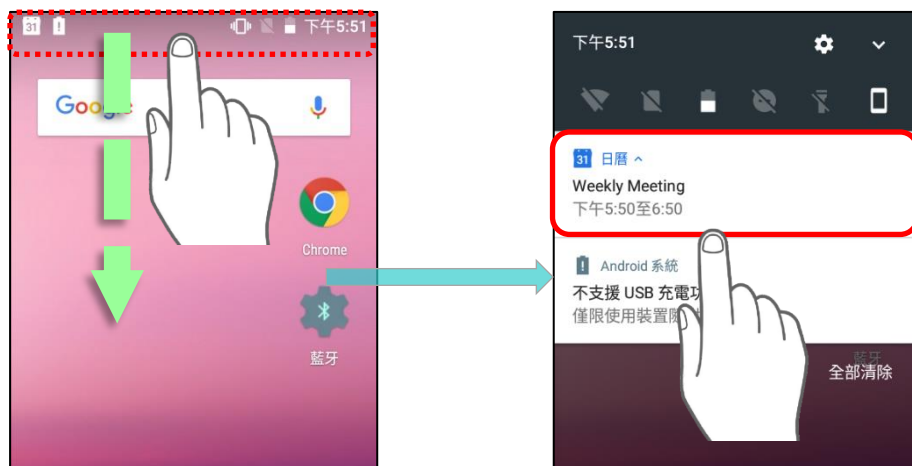 31
下午5:51
Google
Chrome
藍牙
下午5:51
31 日曆
Weekly Meeting
下午5:50至6:50
Android 系統
不支援 USB 充電
僅限使用裝置
藍牙
全部清除